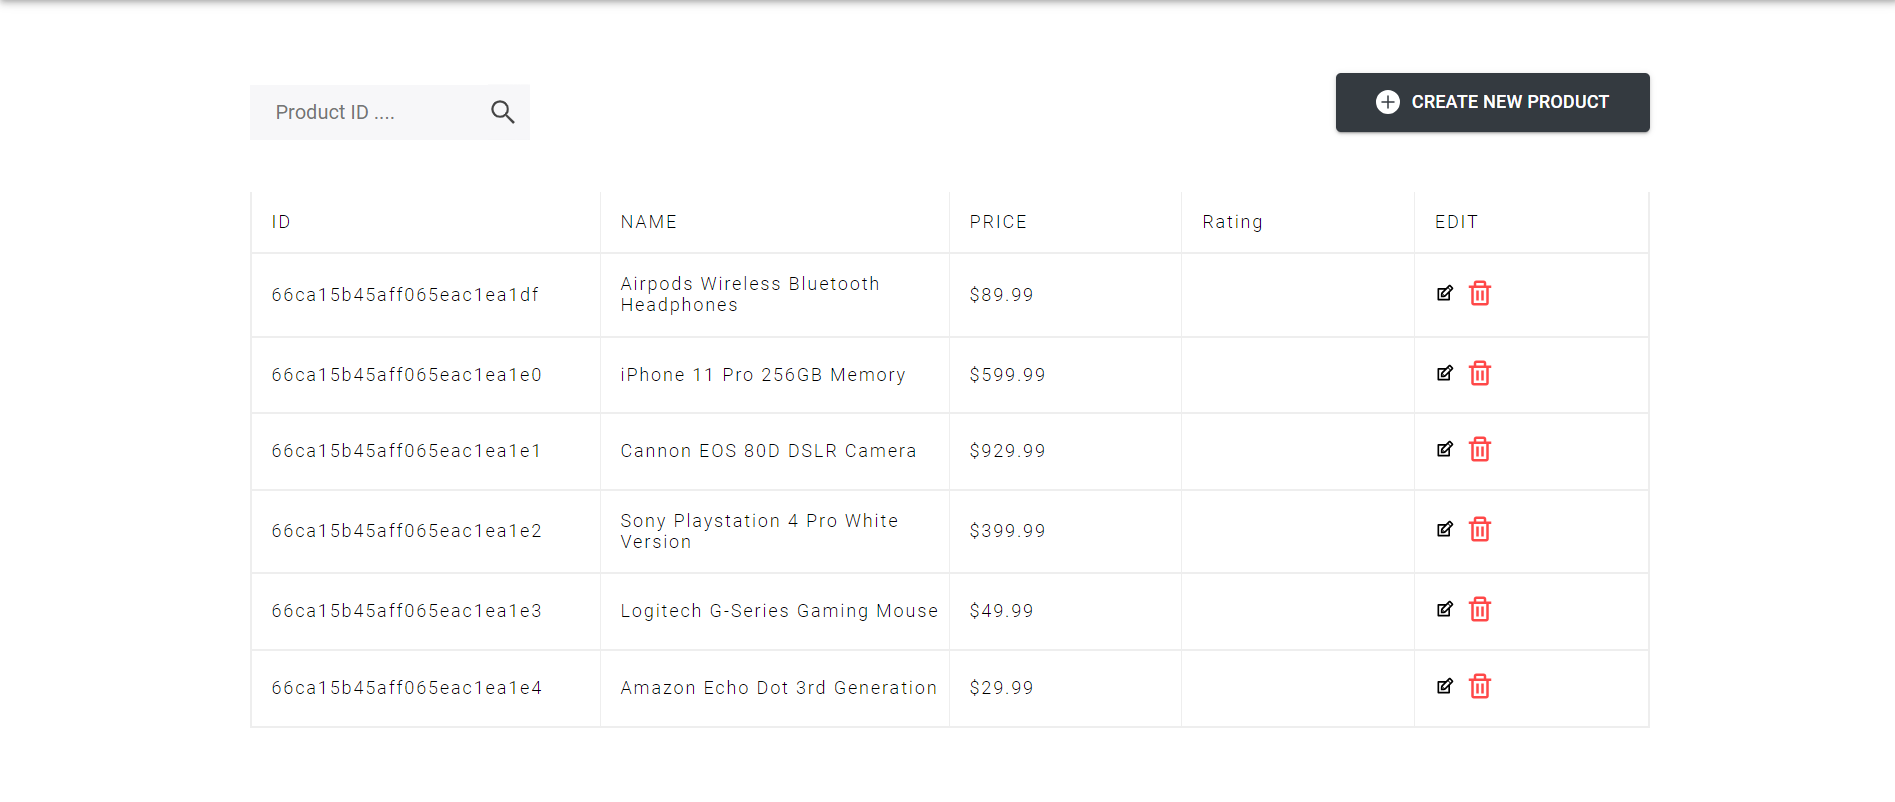 Product ID ....
CREATE NEW PRODUCT
ID NAME PRICE Rating EDIT
66ca15b45aff065eac1ea1df Airpods Wireless Bluetooth $89.99
Headphones
66ca15b45aff065eac1ea1e0 iPhone 11 Pro 256GB Memory $599.99
66ca15b45aff065eac1ea1e1 Cannon EOS 80D DSLR Camera $929.99
66ca15b45aff065eac1ea1e2 Sony Playstation 4 Pro White $399.99
Version
66ca15b45aff065eac1ea1e3 Logitech G-Series Gaming Mouse $49.99
66ca15b45aff065eac1ea1e4 Amazon Echo Dot 3rd Generation $29.99